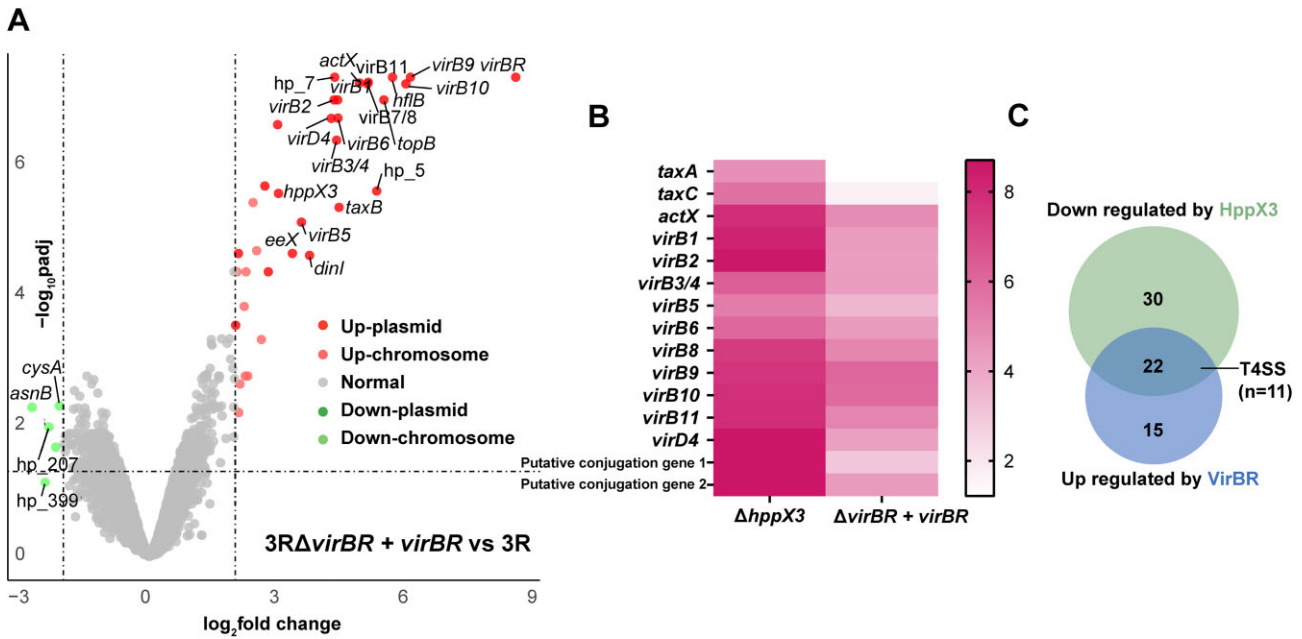 A
actX virB11 virB9 virBR
hp_7 virB1 virB10
virB2 hflB
virB7/8
virD4 virB6 topB
virB3/4 hp_5
6
hppX3
taxB
virB5
eeX
dinI
4
−log10padj
Up-plasmid
Up-chromosome
Normal
Down-plasmid
Down-chromosome
cysA
asnB
2
hp_207
hp_399
3RΔvirBR + virBR vs 3R
0
−3 0 3 6 9
log2fold change
B
taxA
taxC
actX
virB1
virB2
virB3/4
virB5
virB6
virB8
virB9
virB10
virB11
virD4
Putative conjugation gene 1
Putative conjugation gene 2
ΔhppX3 ΔvirBR + virBR
8
6
4
2
C
Down regulated by HppX3
30
22
T4SS
(n=11)
15
Up regulated by VirBR